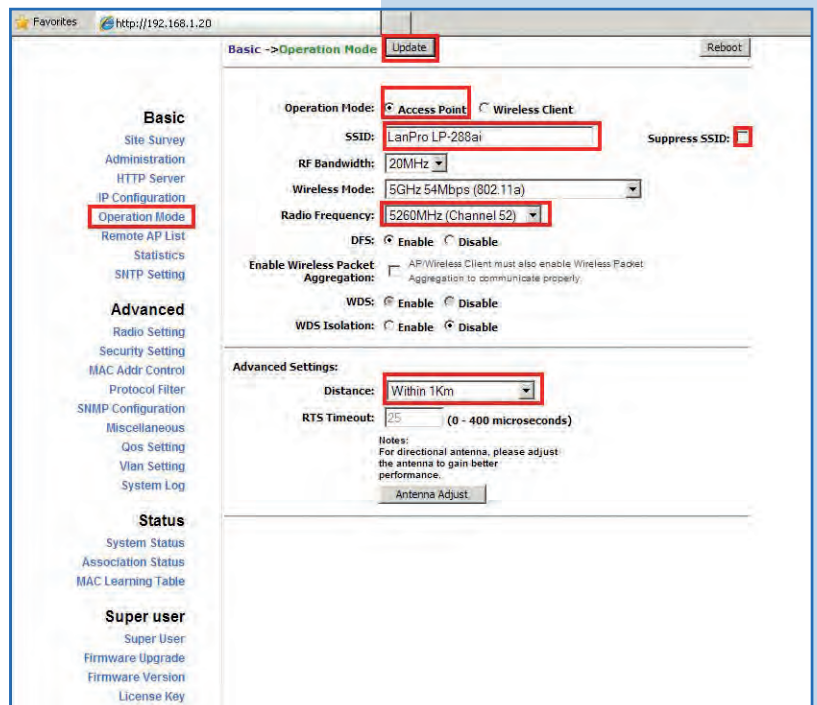 Favorites http://192.168.1.20
Basic ->Operation Mode Update Reboot
Basic
Site Survey
Administration
HTTP Server
IP Configuration
Operation Mode
Remote AP List
Statistics
SNTP Setting
Advanced
Radio Setting
Security Setting
MAC Addr Control
Protocol Filter
SNMP Configuration
Miscellaneous
Qos Setting
Vlan Setting
System Log
Status
System Status
Association Status
MAC Learning Table
Super user
Super User
Firmware Upgrade
Firmware Version
License Key
Operation Mode: Access Point Wireless Client
SSID: LanPro LP-288ai Suppress SSID:
RF Bandwidth: 20MHz
Wireless Mode: 5GHz 54Mbps (802.11a)
Radio Frequency: 5260MHz (Channel 52)
DFS: Enable Disable
Enable Wireless Packet AP/Wireless Client must also enable Wireless Packet
Aggregation: Aggregation to communicate properly.
WDS: Enable Disable
WDS Isolation: Enable Disable
Advanced Settings:
Distance: Within 1Km
RTS Timeout: 25 (0 - 400 microseconds)
Notes:
For directional antenna, please adjust
the antenna to gain better
performance.
Antenna Adjust